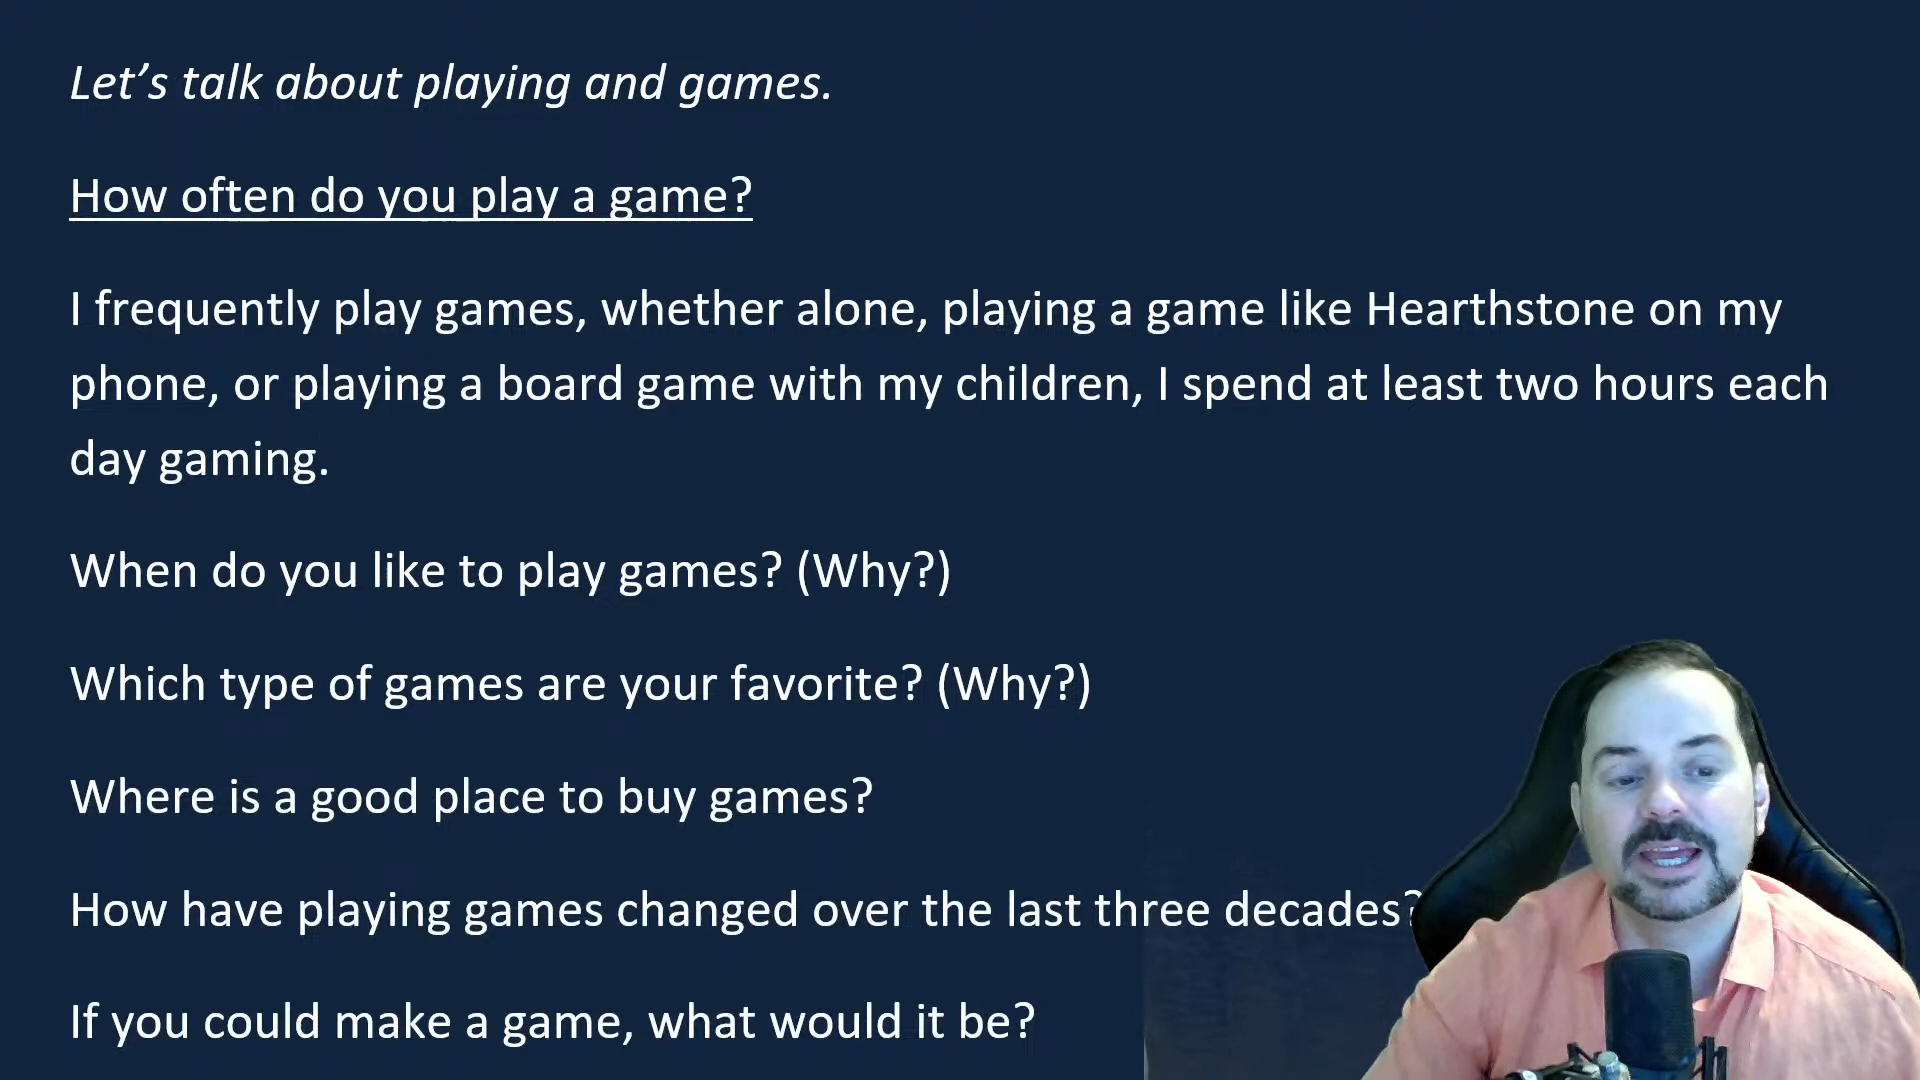 Let’s talk about playing and games.
How often do you play a game?
I frequently play games, whether alone, playing a game like Hearthstone on my
phone, or playing a board game with my children, I spend at least two hours each
day gaming.
When do you like to play games? (Why?)
Which type of games are your favorite? (Why?)
Where is a good place to buy games?
How have playing games changed over the last three decades?
If you could make a game, what would it be?